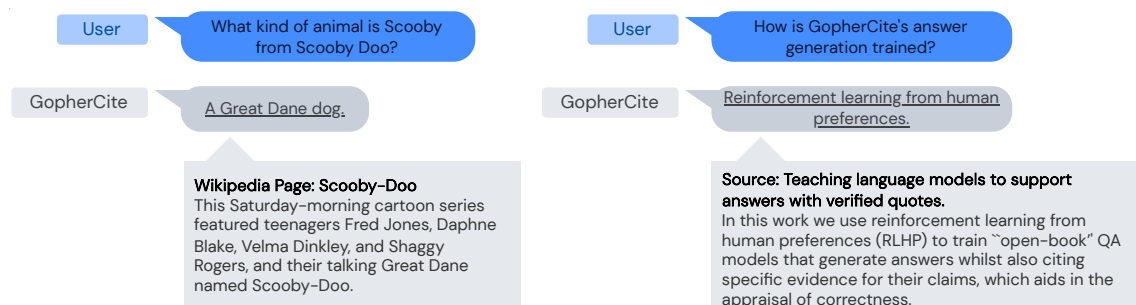 User
What kind of animal is Scooby
from Scooby Doo?
GopherCite
A Great Dane dog.
Wikipedia Page: Scooby-Doo
This Saturday-morning cartoon series
featured teenagers Fred Jones, Daphne
Blake, Velma Dinkley, and Shaggy
Rogers, and their talking Great Dane
named Scooby-Doo.
User
How is GopherCite's answer
generation trained?
GopherCite
Reinforcement learning from human
preferences.
Source: Teaching language models to support
answers with verified quotes.
In this work we use reinforcement learning from
human preferences (RLHP) to train ``open-book'' QA
models that generate answers whilst also citing
specific evidence for their claims, which aids in the
appraisal of correctness.